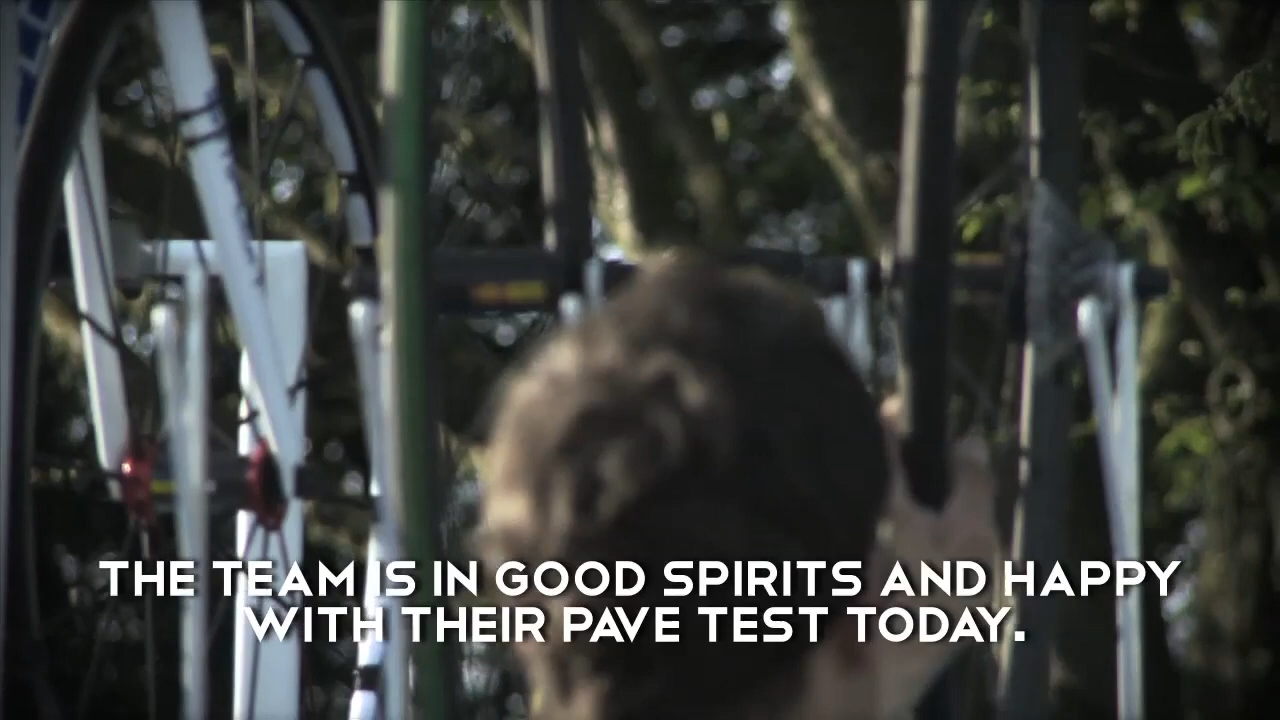 THE TEAM IS IN GOOD SPIRITS AND HAPPY
WITH THEIR PAVE TEST TODAY.